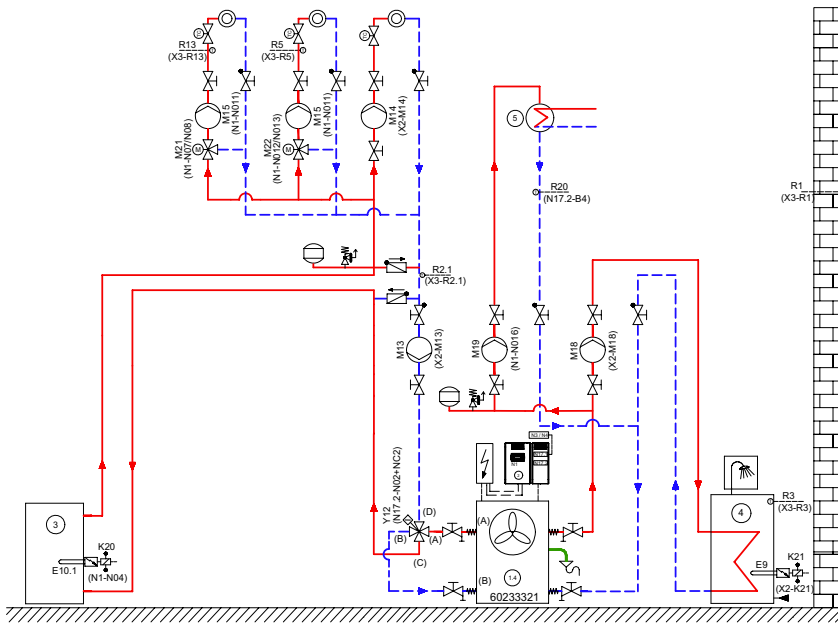 R13
(X3-R13)
R5
(X3-R5)
M15
(N1-N011)
M15
(N1-N011)
M14
(X2-M14)
M21
(N1-N07/N08)
M
M22
(N1-N012/N013)
M
5
R20
(N17.2-B4)
R1
(X3-R1)
R2.1
(X3-R2.1)
M13
(X2-M13)
M19
(N1-N016)
M18
(X2-M18)
N3 / N4
N1
Y12
(N17.2-N02+NC2)
(D)
(A)
(B)
(A)
(C)
(B)
3
K20
E10.1
(N1-N04)
1.4
60233321
R3
(X3-R3)
4
K21
E9
(X2-K21)